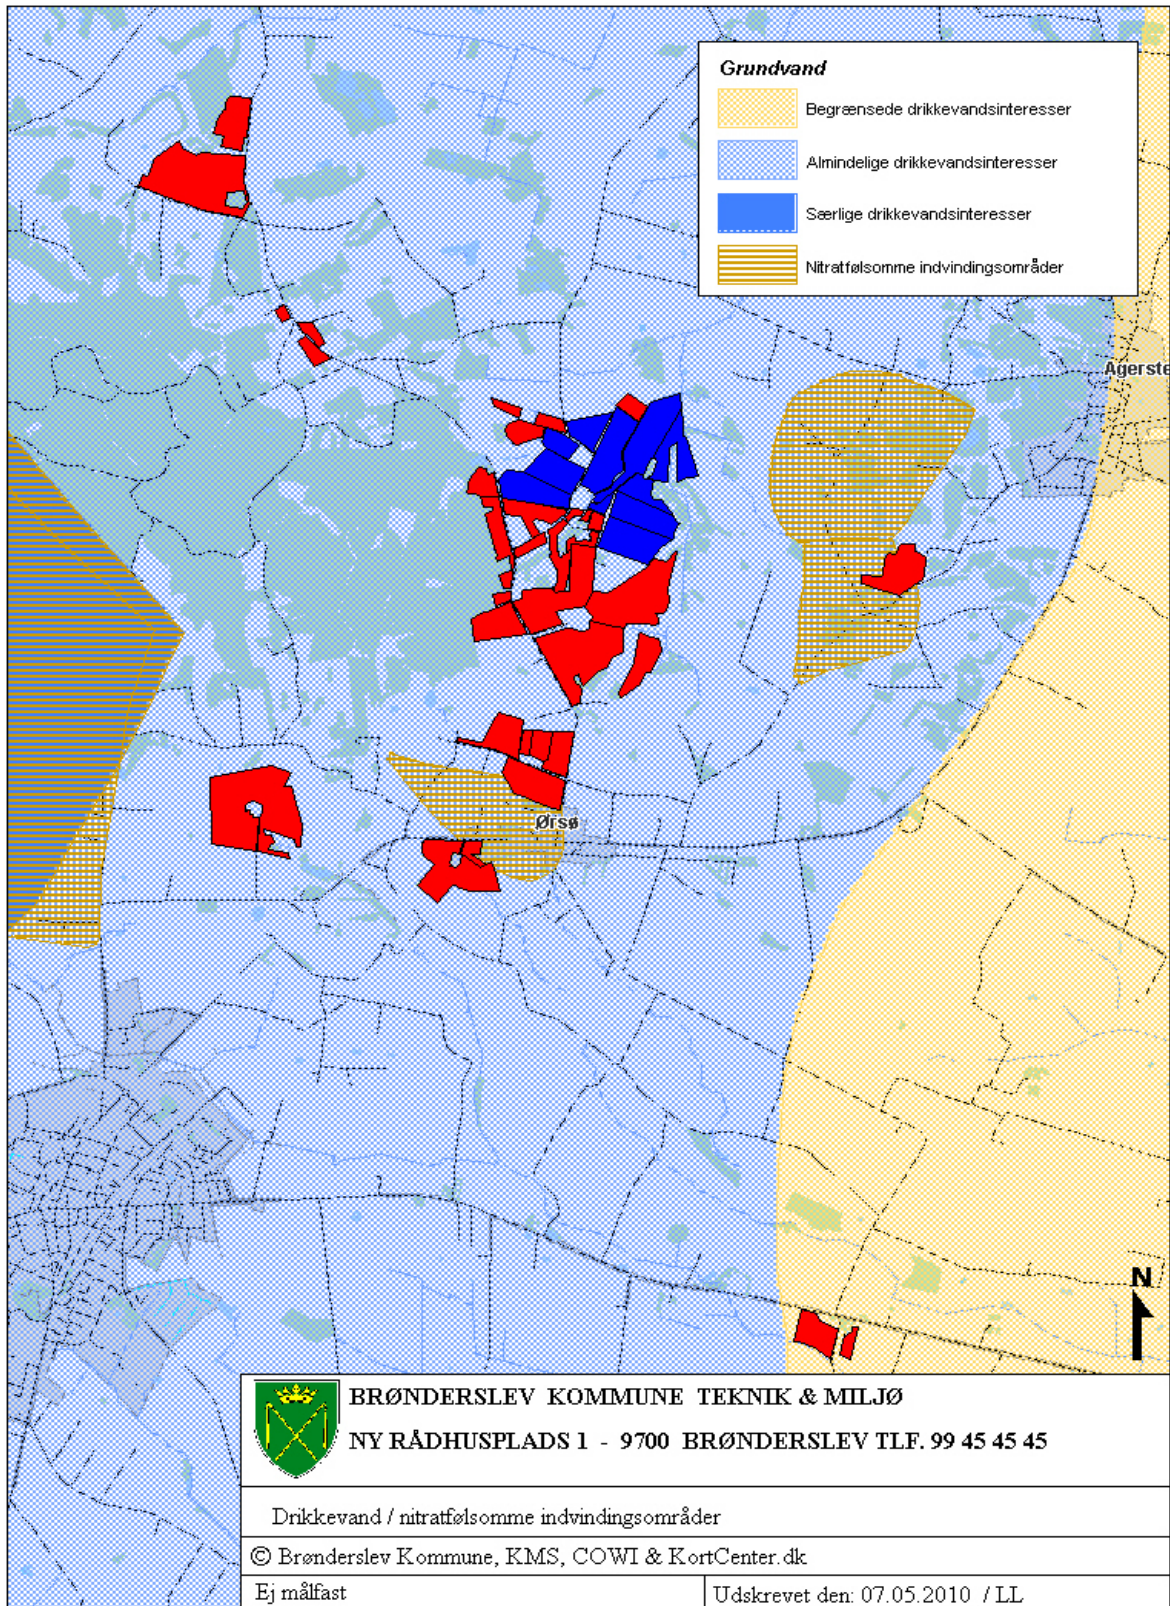 Grundvand
Begrænsede drikkevandsinteresser
Almindelige drikkevandsinteresser
Særlige drikkevandsinteresser
Nitratfølsomme indvindingsområder
Agerste
Ørsø
N
BRØNDERSLEV KOMMUNE TEKNIK & MILJØ
NY RÅDHUSPLADS 1 - 9700 BRØNDERSLEV TLF. 99 45 45 45
Drikkevand / nitratfølsomme indvindingsområder
© Brønderslev Kommune, KMS, COWI & KortCenter.dk
Ej målfast
Udskrevet den: 07.05.2010 / LL